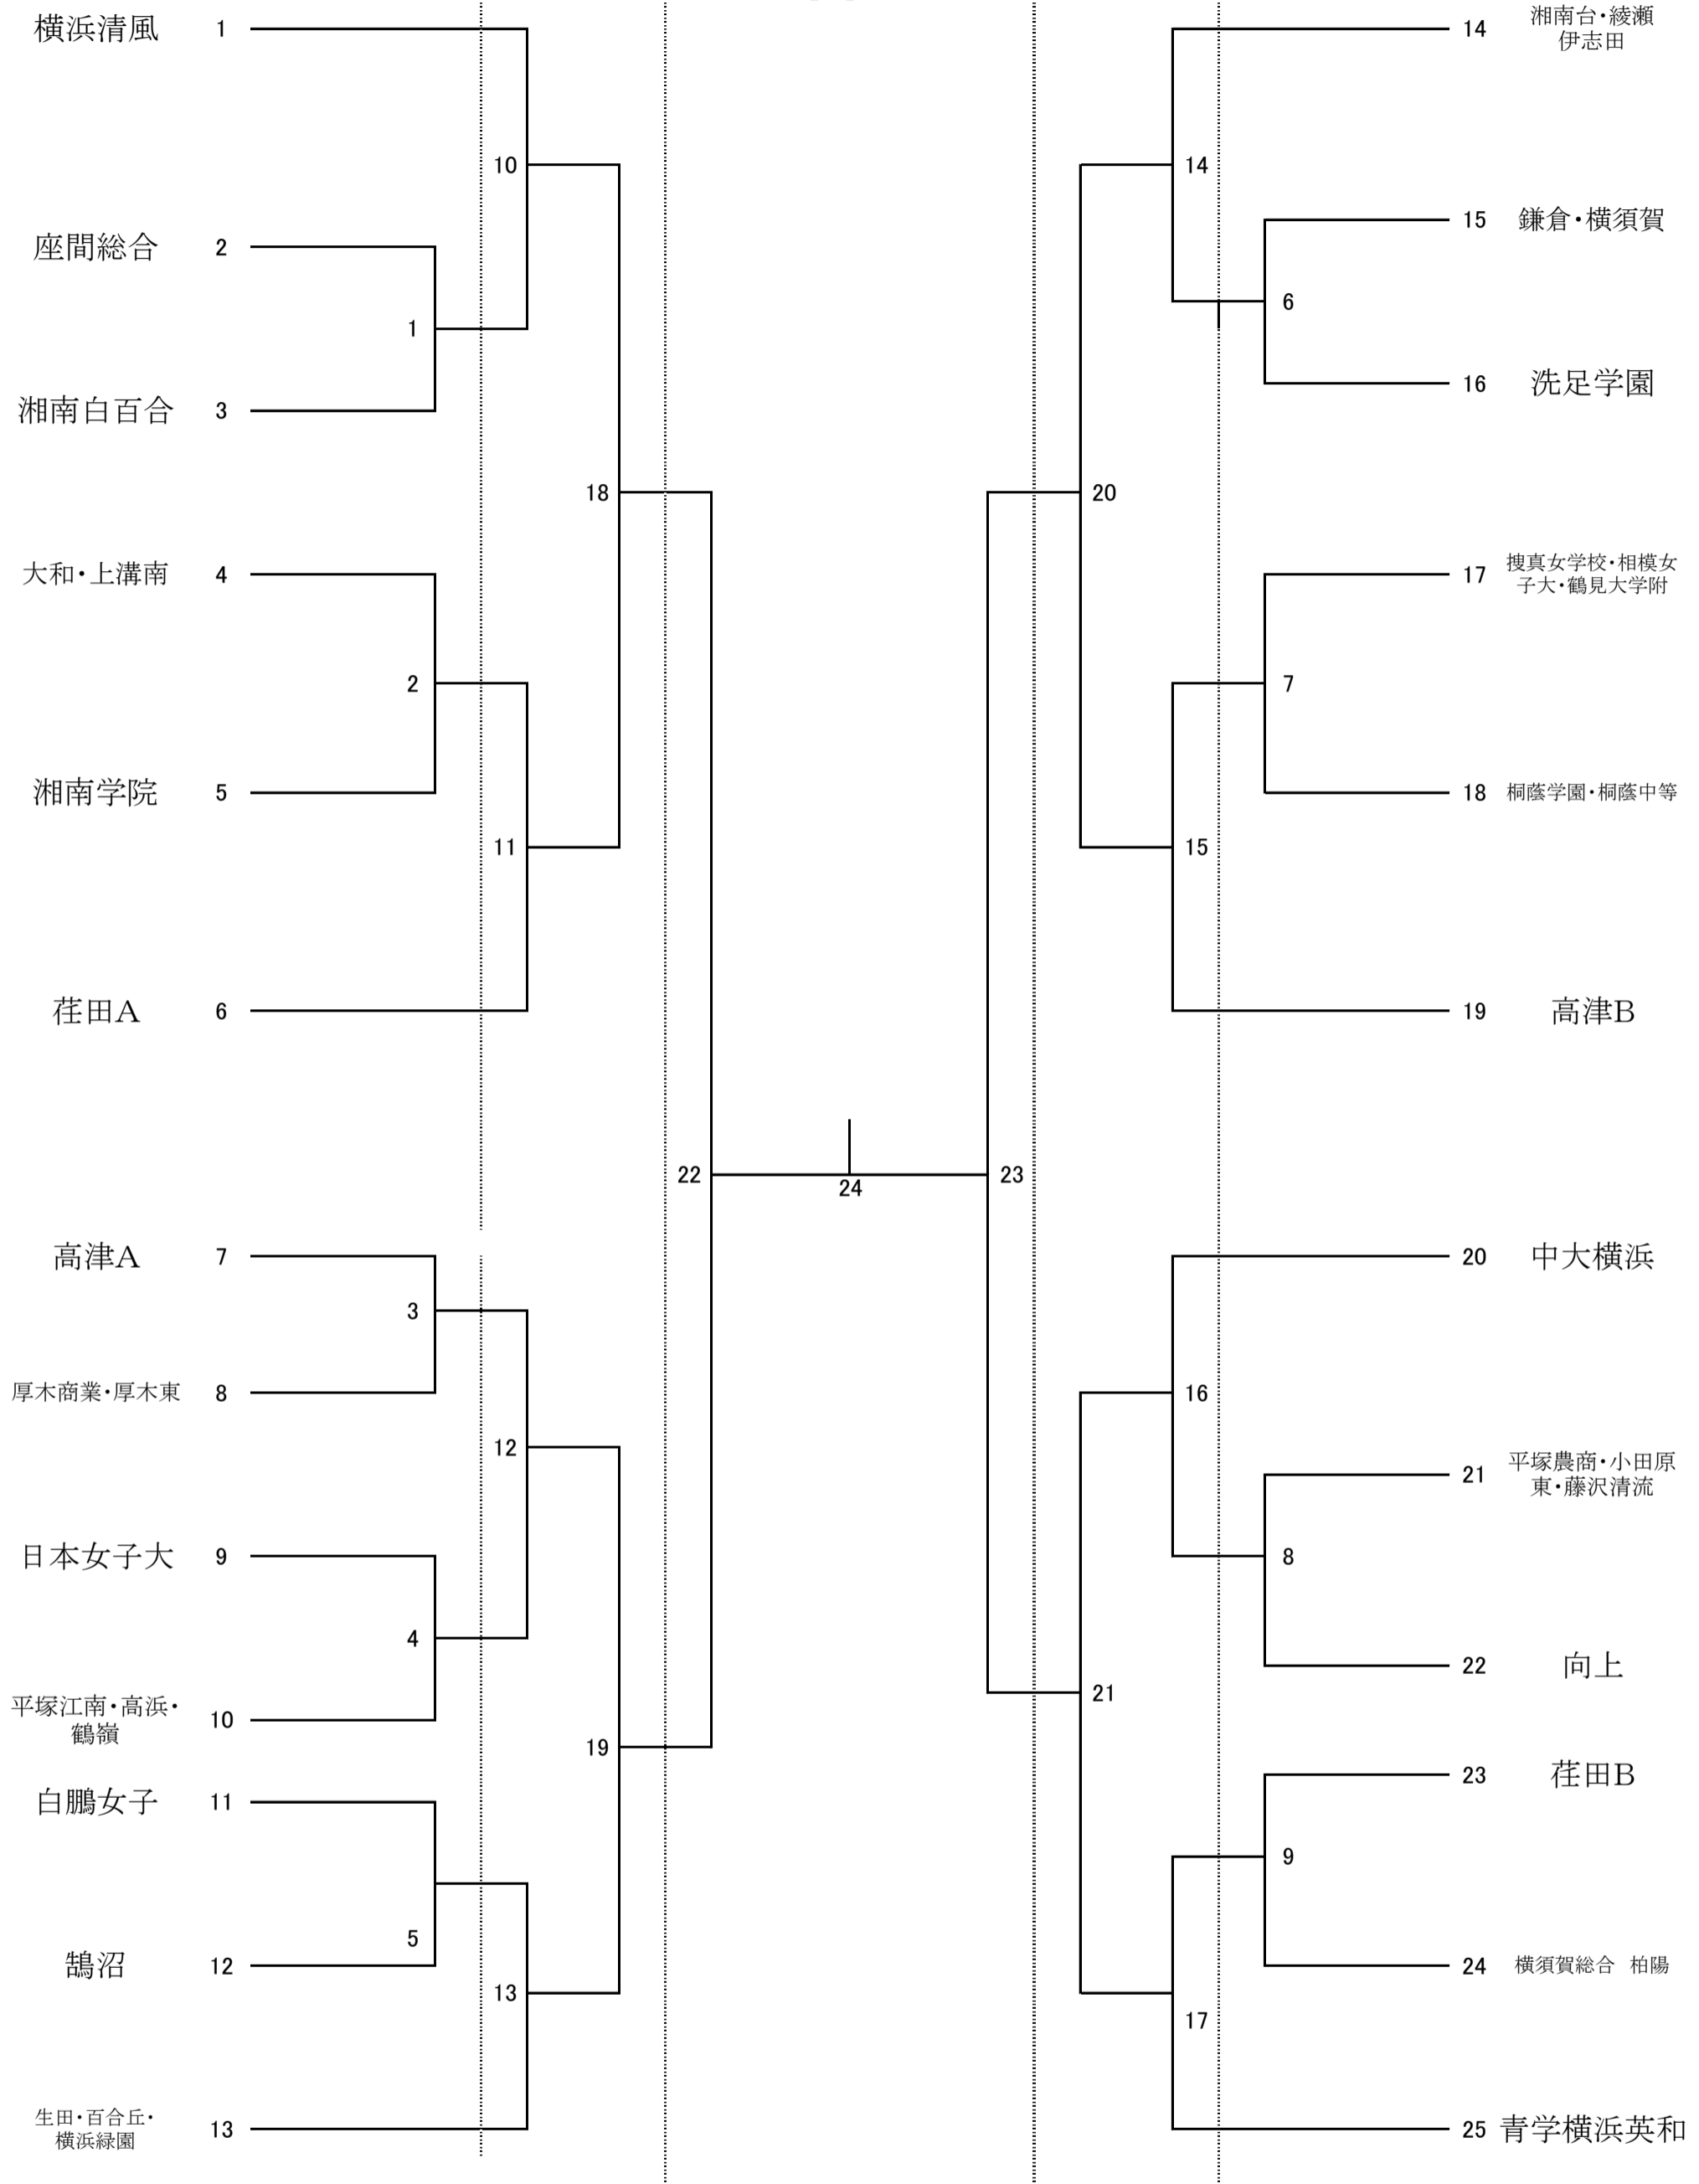 横浜清風 1
10
座間総合 2
1
湘南白百合 3
18
大和・上溝南 4
2
湘南学院 5
11
荏田A 6
22
高津A 7
3
厚木商業・厚木東 8
12
日本女子大 9
4
平塚江南・高浜・
鶴嶺
10
19
白鵬女子 11
5
鵠沼 12
13
生田・百合丘・
横浜緑園
13
24
14
湘南台・綾瀬
伊志田
14
15 鎌倉・横須賀
6
16 洗足学園
20
17
捜真女学校・相模女
子大・鶴見大学附
7
18 桐蔭学園・桐蔭中等
15
19 高津B
23
20 中大横浜
16
21
平塚農商・小田原
東・藤沢清流
8
22 向上
21
23 荏田B
9
24 横須賀総合 柏陽
17
25 青学横浜英和